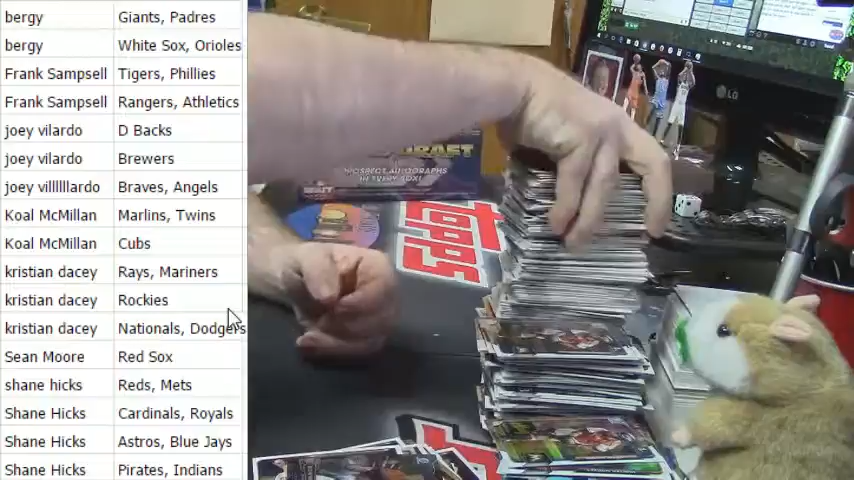 bergy Giants, Padres
bergy White Sox, Orioles
Frank Sampsell Tigers, Phillies
Frank Sampsell Rangers, Athletics
joey vilardo D Backs
joey vilardo Brewers
joey villlllardo Braves, Angels
Koal McMillan Marlins, Twins
Koal McMillan Cubs
kristian dacey Rays, Mariners
kristian dacey Rockies
kristian dacey Nationals, Dodgers
Sean Moore Red Sox
shane hicks Reds, Mets
Shane Hicks Cardinals, Royals
Shane Hicks Astros, Blue Jays
Shane Hicks Pirates, Indians
LG
DRAFT
PROSPECT AUTOGRAPHS
IN EVERY BOX!
Topps